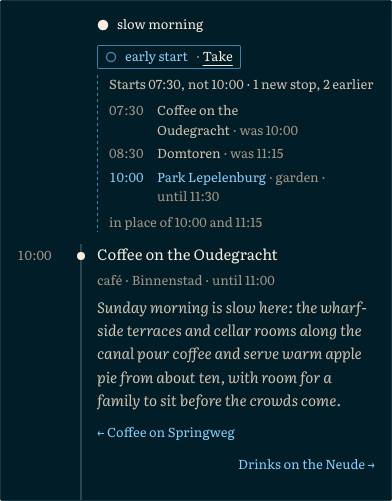 slow morning
early start · Take
Starts 07:30, not 10:00 · 1 new stop, 2 earlier
07:30 Coffee on the
Oudegracht · was 10:00
08:30 Domtoren · was 11:15
10:00 Park Lepelenburg · garden ·
until 11:30
in place of 10:00 and 11:15
10:00 Coffee on the Oudegracht
café · Binnenstad · until 11:00
Sunday morning is slow here: the wharf-
side terraces and cellar rooms along the
canal pour coffee and serve warm apple
pie from about ten, with room for a
family to sit before the crowds come.
← Coffee on Springweg
Drinks on the Neude →